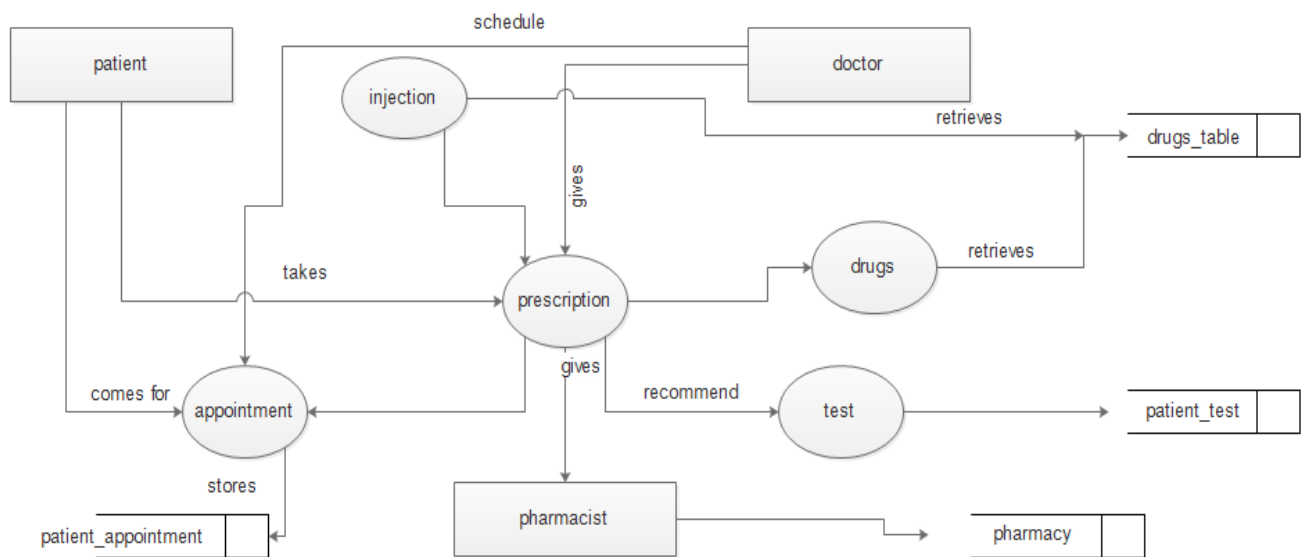 schedule
patient
doctor
injection
retrieves
drugs_table
gives
takes
drugs
retrieves
prescription
gives
comes for
appointment
recommend
test
patient_test
stores
patient_appointment
pharmacist
pharmacy